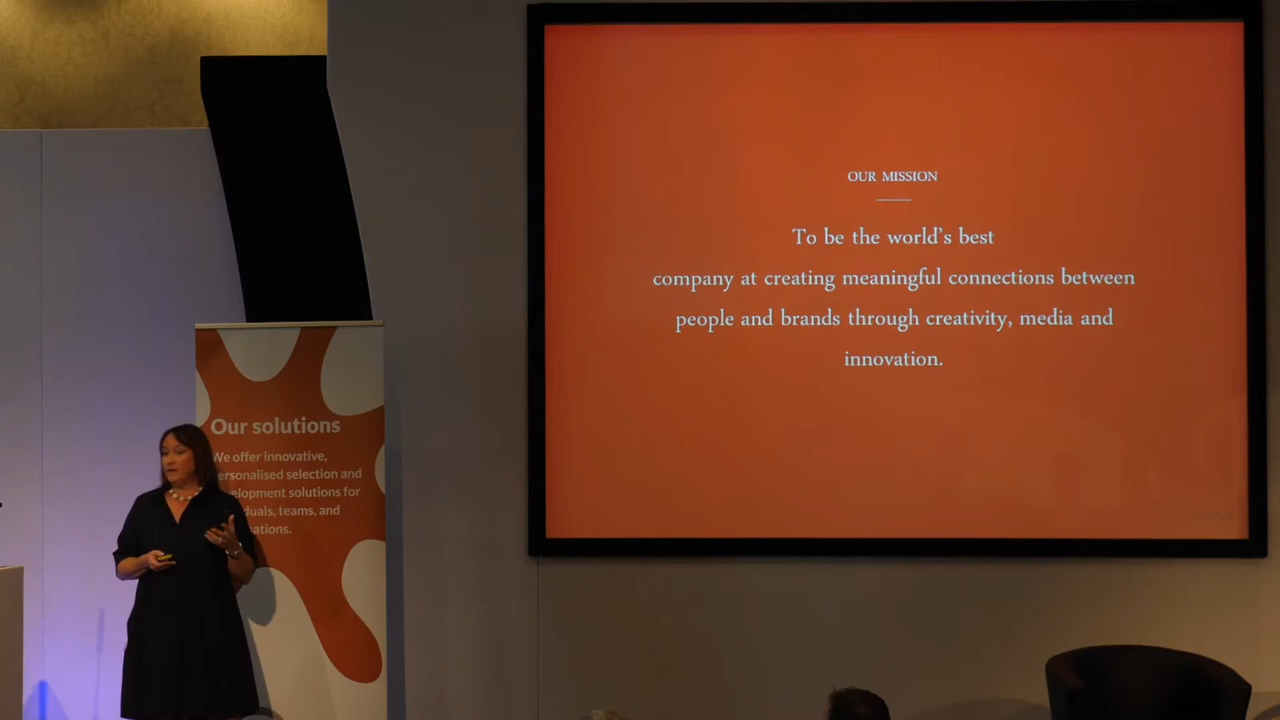 OUR MISSION
To be the world's best
company at creating meaningful connections between
people and brands through creativity, media and
innovation.
Our solutions
We offer innovative,
ersonalised selection and
elopment solutions for
duals, teams, and
ations.